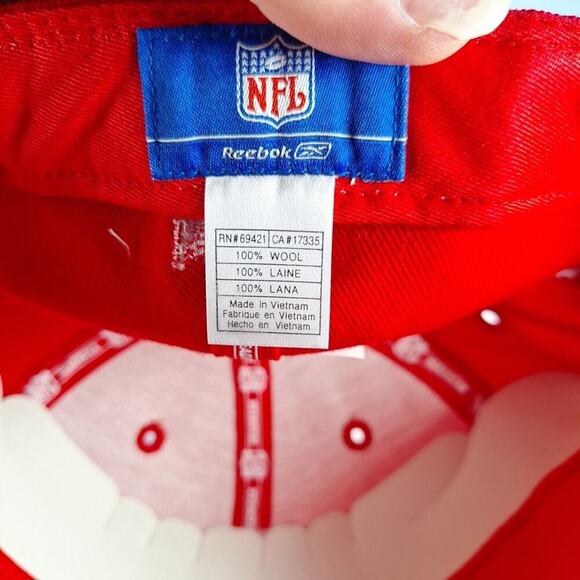 NFL
Reebok
RN#69421 CA#17335
100% WOOL
100% LAINE
100% LANA
Made in Vietnam
Fabrique en Vietnam
Hecho en Vietnam